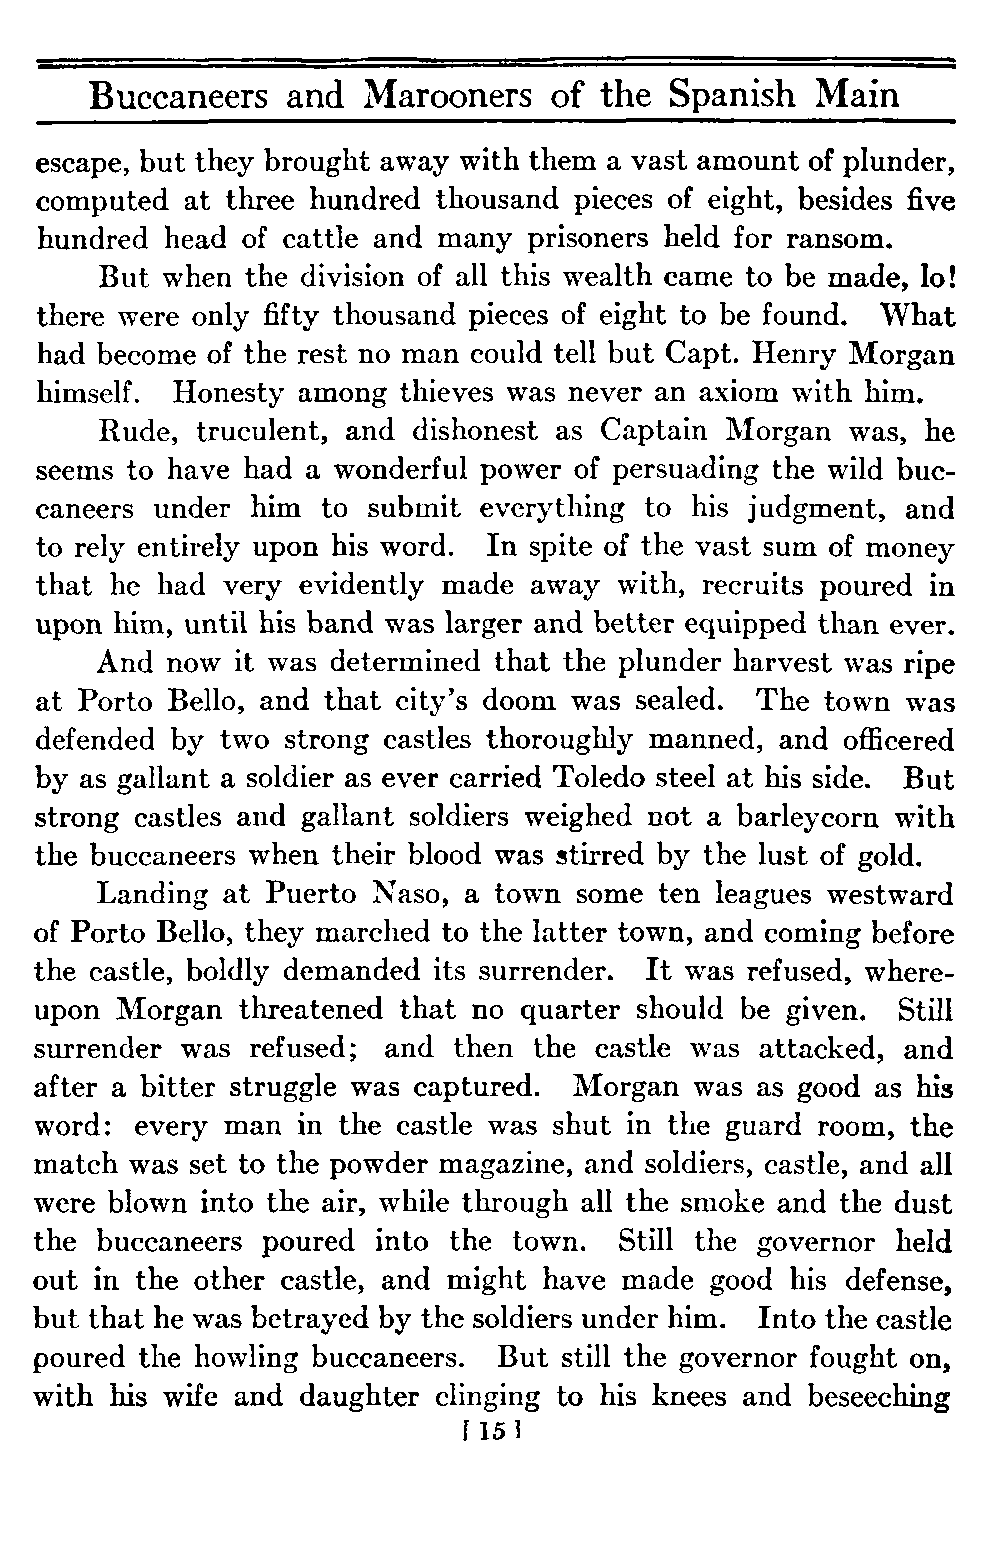 Buccaneers and Marooners of the Spanish Main
escape, but they brought away with them a vast amount of plunder,
computed at three hundred thousand pieces of eight, besides five
hundred head of cattle and many prisoners held for ransom.
But when the division of all this wealth came to be made, lo!
there were only fifty thousand pieces of eight to be found. What
had become of the rest no man could tell but Capt. Henry Morgan
himself. Honesty among thieves was never an axiom with him.
Rude, truculent, and dishonest as Captain Morgan was, he
seems to have had a wonderful power of persuading the wild buc-
caneers under him to submit everything to his judgment, and
to rely entirely upon his word. In spite of the vast sum of money
that he had very evidently made away with, recruits poured in
upon him, until his band was larger and better equipped than ever.
And now it was determined that the plunder harvest was ripe
at Porto Bello, and that city's doom was sealed. The town was
defended by two strong castles thoroughly manned, and officered
by as gallant a soldier as ever carried Toledo steel at his side. But
strong castles and gallant soldiers weighed not a barleycorn with
the buccaneers when their blood was stirred by the lust of gold.
Landing at Puerto Naso, a town some ten leagues westward
of Porto Bello, they marched to the latter town, and coming before
the castle, boldly demanded its surrender. It was refused, where-
upon Morgan threatened that no quarter should be given. Still
surrender was refused; and then the castle was attacked, and
after a bitter struggle was captured. Morgan was as good as his
word: every man in the castle was shut in the guard room, the
match was set to the powder magazine, and soldiers, castle, and all
were blown into the air, while through all the smoke and the dust
the buccaneers poured into the town. Still the governor held
out in the other castle, and might have made good his defense,
but that he was betrayed by the soldiers under him. Into the castle
poured the howling buccaneers. But still the governor fought on,
with his wife and daughter clinging to his knees and beseeching
[ 15 ]